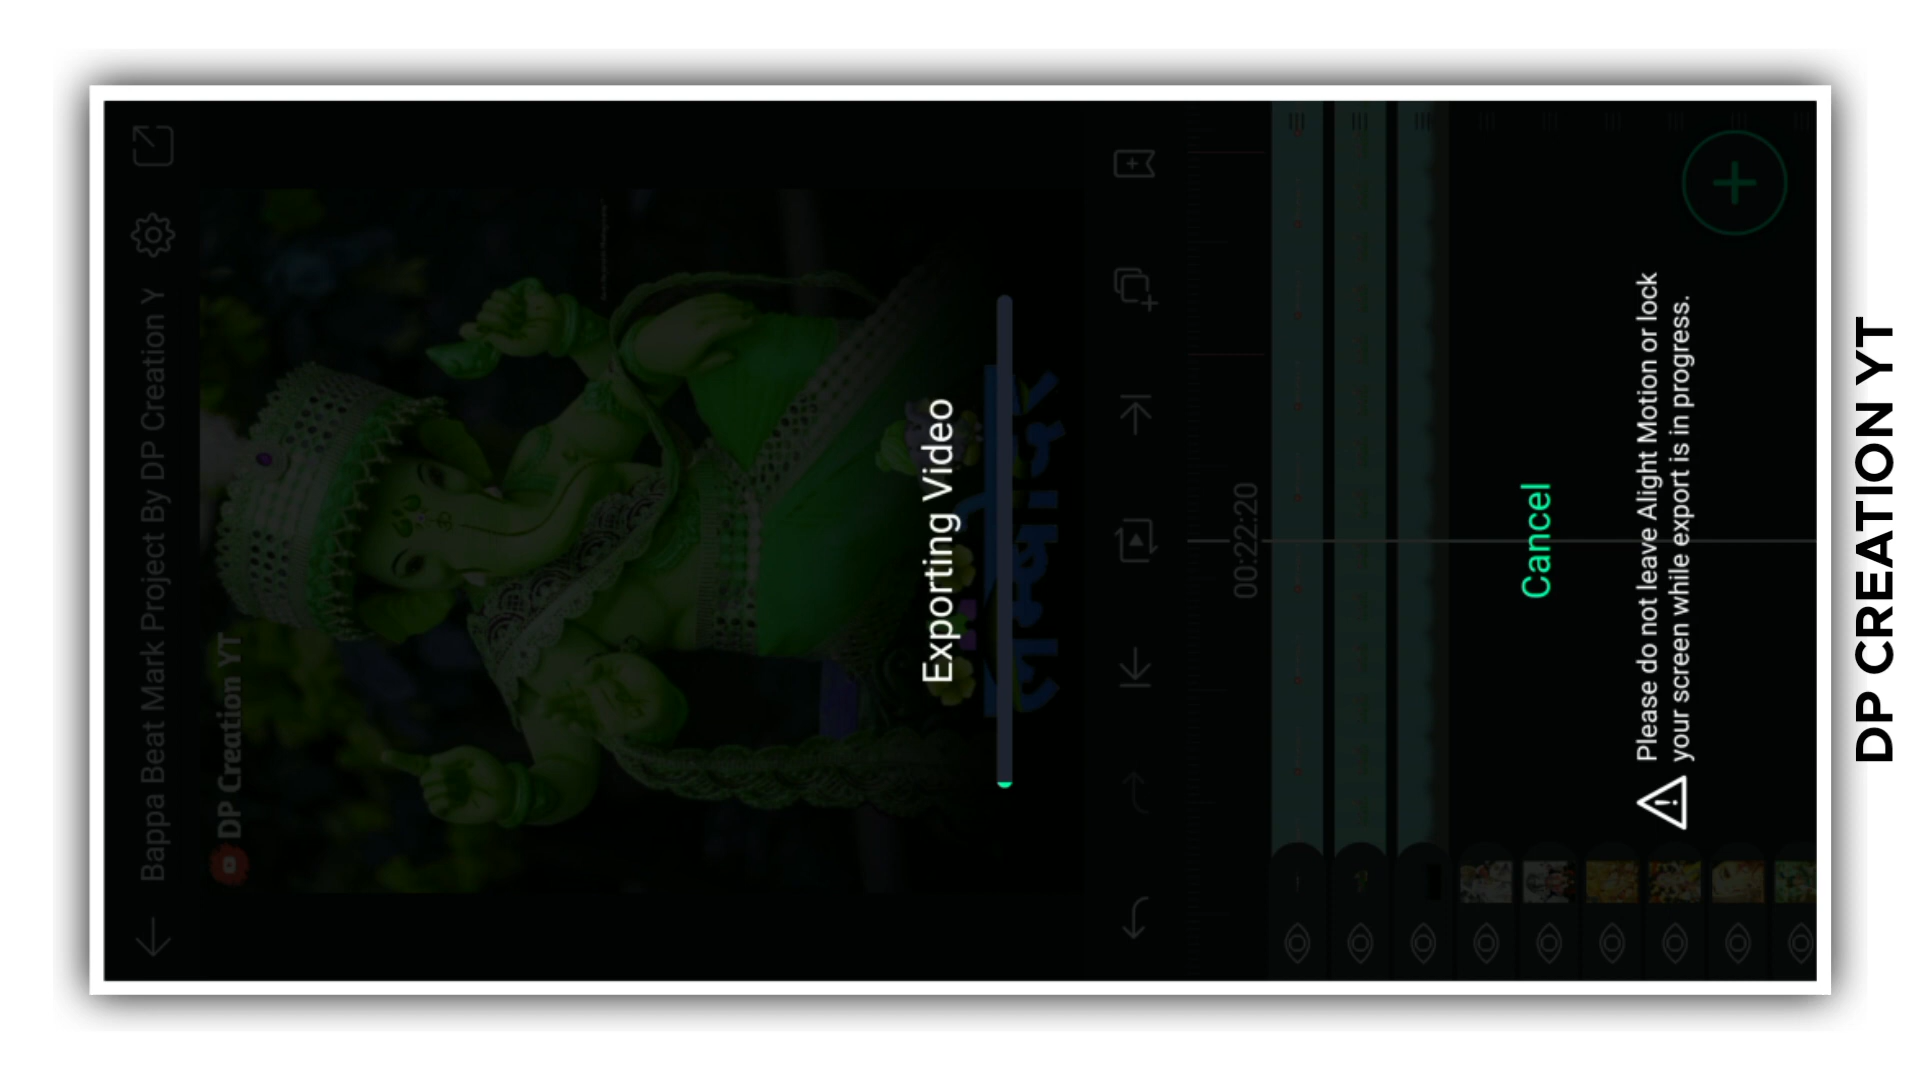 Bappa Beat Mark Project By DP Creation Y
DP Creation YT
Exporting Video
00:22:20
Cancel
Please do not leave Alight Motion or lock
your screen while export is in progress.
DP CREATION YT